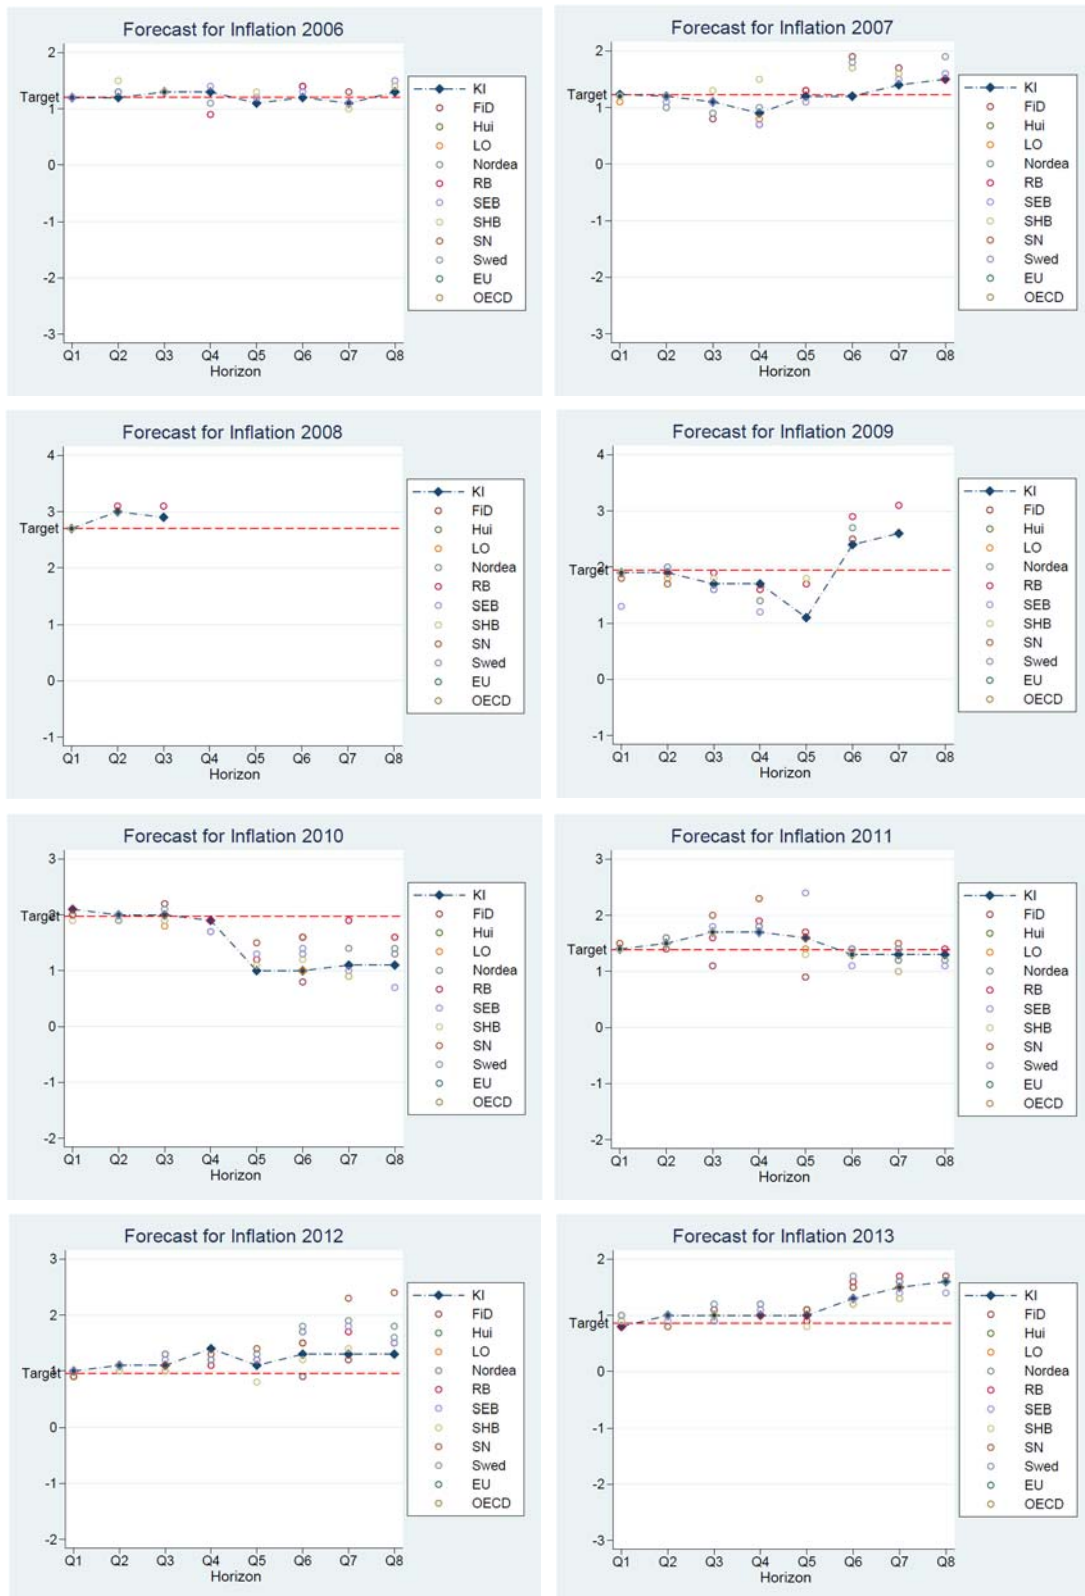 Forecast for Inflation 2006
2
Target
1
0
-1
-2
-3
Q1 Q2 Q3 Q4 Q5 Q6 Q7 Q8
Horizon
KI
FiD
Hui
LO
Nordea
RB
SEB
SHB
SN
Swed
EU
OECD
Forecast for Inflation 2007
2
Target
1
0
-1
-2
-3
Q1 Q2 Q3 Q4 Q5 Q6 Q7 Q8
Horizon
KI
FiD
Hui
LO
Nordea
RB
SEB
SHB
SN
Swed
EU
OECD
Forecast for Inflation 2008
4
3
Target
2
1
0
-1
Q1 Q2 Q3 Q4 Q5 Q6 Q7 Q8
Horizon
KI
FiD
Hui
LO
Nordea
RB
SEB
SHB
SN
Swed
EU
OECD
Forecast for Inflation 2009
4
3
Target
2
1
0
-1
Q1 Q2 Q3 Q4 Q5 Q6 Q7 Q8
Horizon
KI
FiD
Hui
LO
Nordea
RB
SEB
SHB
SN
Swed
EU
OECD
Forecast for Inflation 2010
3
Target
2
1
0
-1
-2
Q1 Q2 Q3 Q4 Q5 Q6 Q7 Q8
Horizon
KI
FiD
Hui
LO
Nordea
RB
SEB
SHB
SN
Swed
EU
OECD
Forecast for Inflation 2011
3
2
Target
1
0
-1
-2
Q1 Q2 Q3 Q4 Q5 Q6 Q7 Q8
Horizon
KI
FiD
Hui
LO
Nordea
RB
SEB
SHB
SN
Swed
EU
OECD
Forecast for Inflation 2012
3
2
1
Target
0
-1
-2
Q1 Q2 Q3 Q4 Q5 Q6 Q7 Q8
Horizon
KI
FiD
Hui
LO
Nordea
RB
SEB
SHB
SN
Swed
EU
OECD
Forecast for Inflation 2013
2
1
Target
0
-1
-2
-3
Q1 Q2 Q3 Q4 Q5 Q6 Q7 Q8
Horizon
KI
FiD
Hui
LO
Nordea
RB
SEB
SHB
SN
Swed
EU
OECD